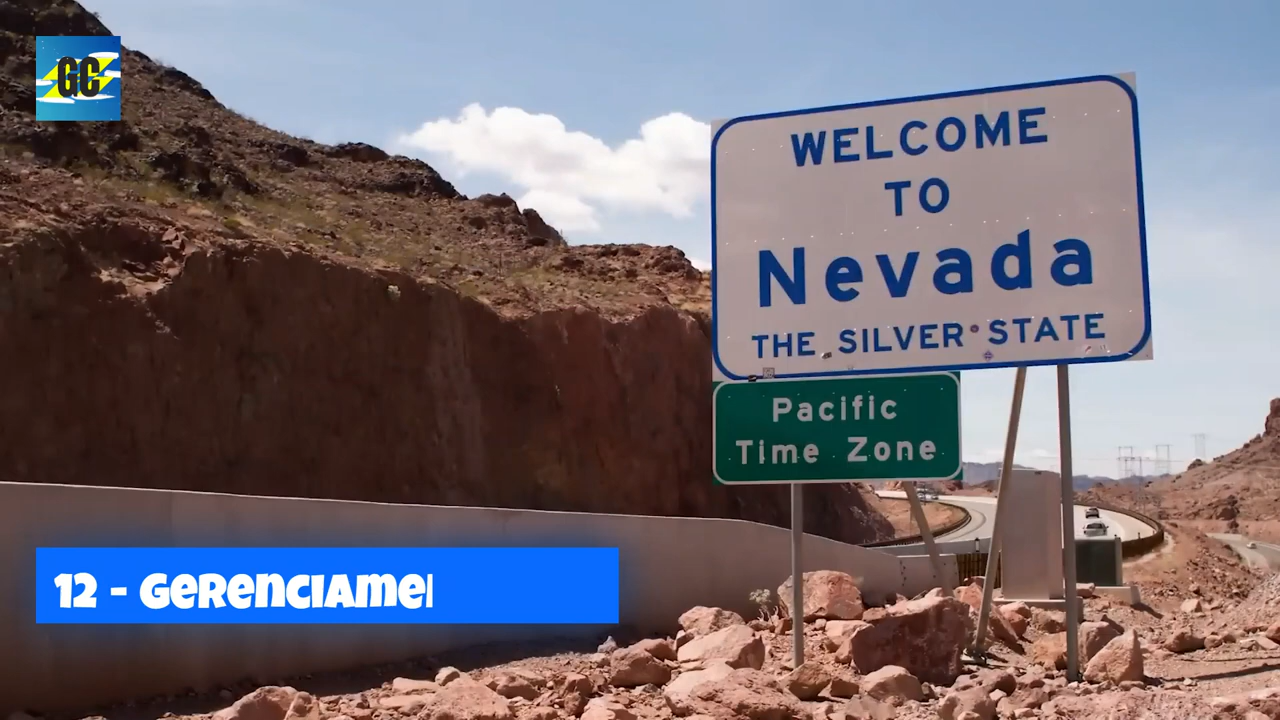 GC
WELCOME
TO
Nevada
THE SILVER STATE
Pacific
Time Zone
12 - GERENCIAME